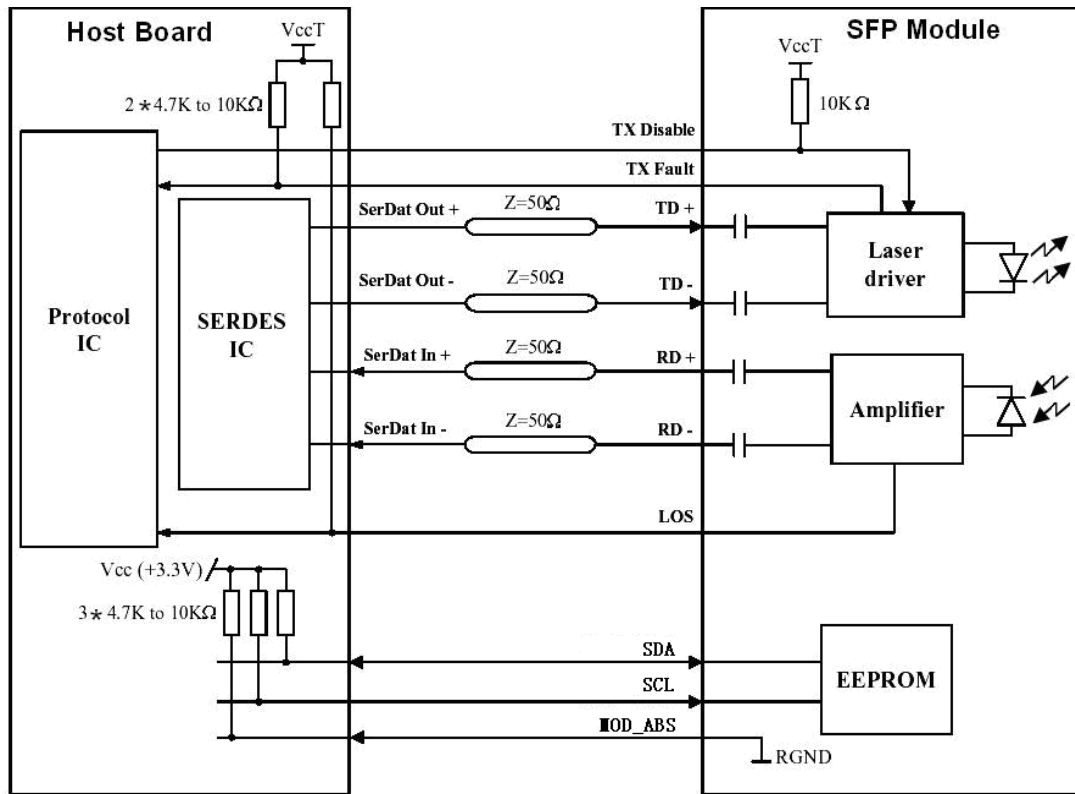 Host Board
SFP Module
VccT
VccT
2*4.7K to 10KΩ
10K Ω
TX Disable
TX Fault
SerDat Out +
Z=50Ω
TD +
Laser
driver
SerDat Out -
Z=50Ω
TD -
Protocol
IC
SERDES
IC
SerDat In +
Z=50Ω
RD +
Amplifier
SerDat In -
Z=50Ω
RD -
LOS
Vcc (+3.3V)
3*4.7K to 10KΩ
SDA
SCL
EEPROM
MOD_ABS
RGND